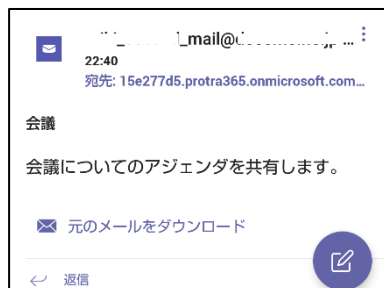 22:40
宛先: 15e277d5.protra365.onmicrosoft.com...
会議
会議についてのアジェンダを共有します。
元のメールをダウンロード
返信